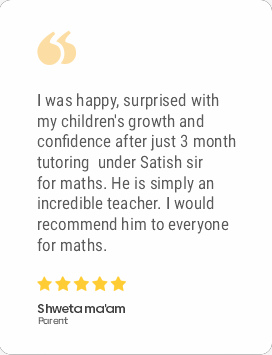 I was happy, surprised with
my children's growth and
confidence after just 3 month
tutoring  under Satish sir
for maths. He is simply an
incredible teacher. I would
recommend him to everyone
for maths.
Shweta ma'am
Parent